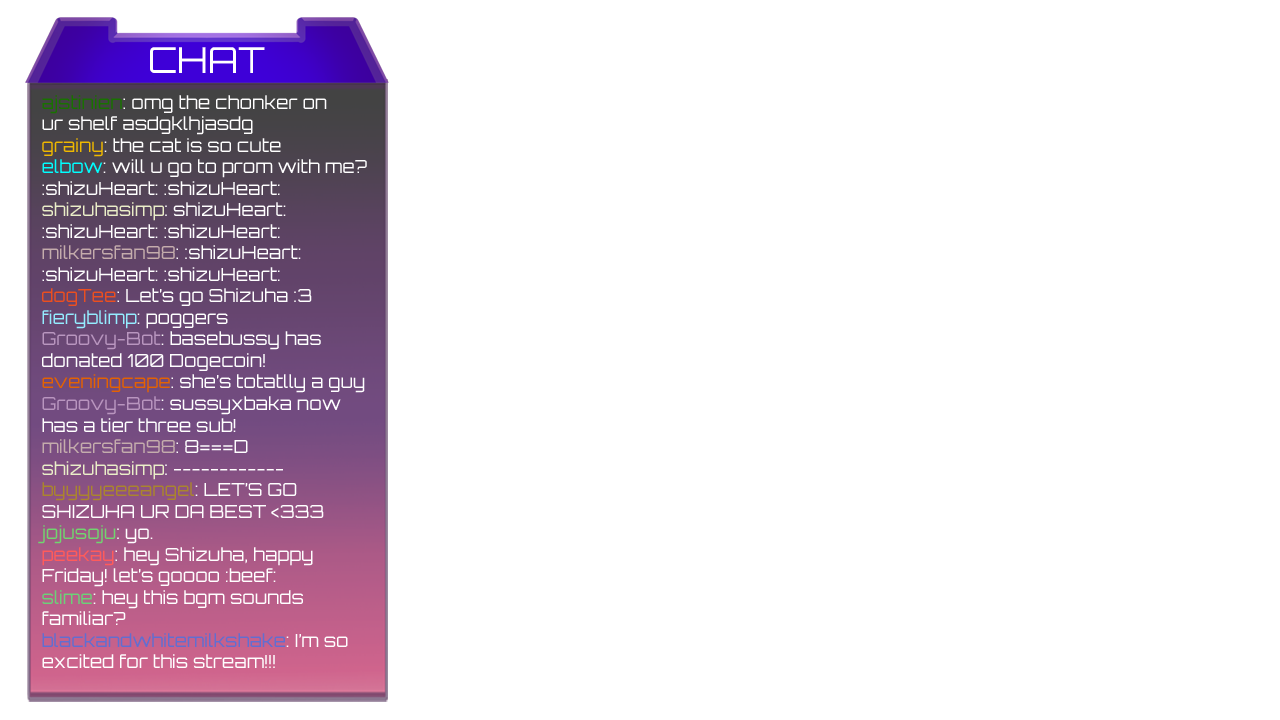 CHAT
ajstinish: omg the chonker on
ur shelf asdgklhjasdg
grainy: the cat is so cute
elbow: will u go to prom with me?
:shizuHeart: :shizuHeart:
shizuhasimp: shizuHeart:
:shizuHeart: :shizuHeart:
milkersfan98: :shizuHeart:
:shizuHeart: :shizuHeart:
dogTee: Let's go Shizuha :3
fieryblimp: poggers
Groovy-Bot: basebussy has
donated 100 Dogecoin!
eveningcape: she's totatlly a guy
Groovy-Bot: sussyxbaka now
has a tier three sub!
milkersfan98: 8===D
shizuhasimp: ------------
byyyyeeeangel: LET'S GO
SHIZUHA UR DA BEST <333
jojusoju: yo.
peekay: hey Shizuha, happy
Friday! let's goooo :beef:
slime: hey this bgm sounds
familiar?
blackandwhitemilkshake: I'm so
excited for this stream!!!